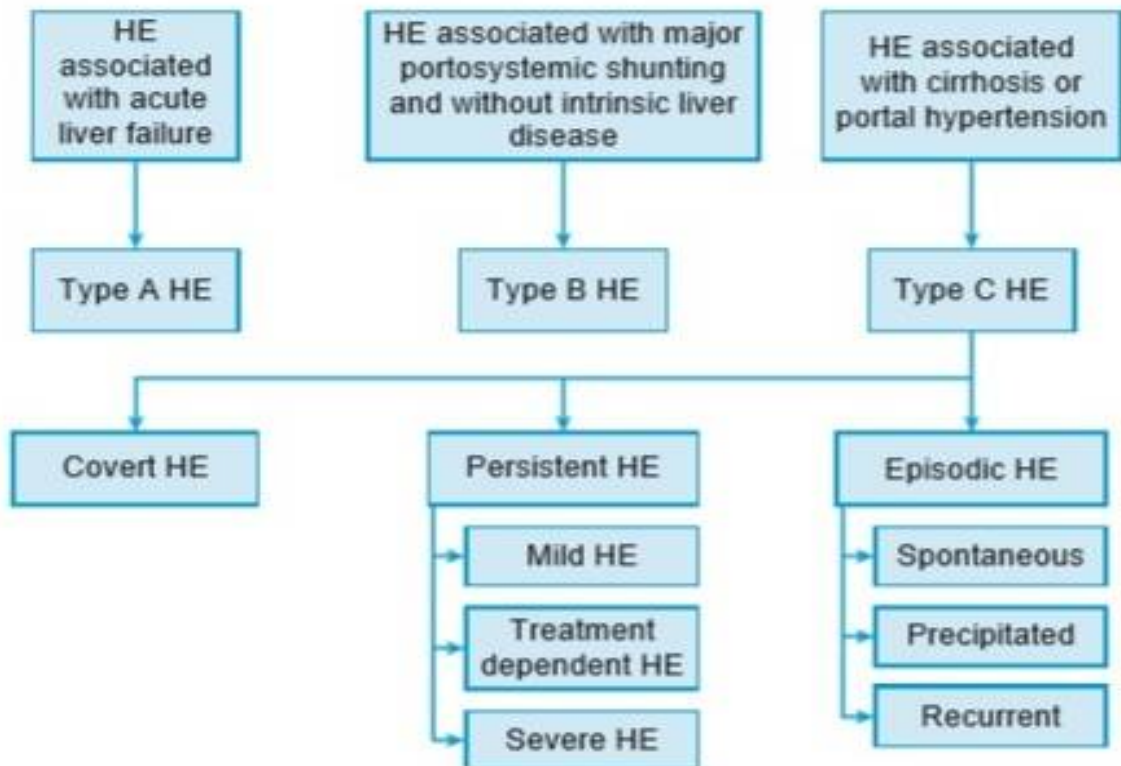 HE
associated
with acute
liver failure
HE associated with major
portosystemic shunting
and without intrinsic liver
disease
HE associated
with cirrhosis or
portal hypertension
Type A HE
Type B HE
Type C HE
Covert HE
Persistent HE
Mild HE
Treatment
dependent HE
Severe HE
Episodic HE
Spontaneous
Precipitated
Recurrent